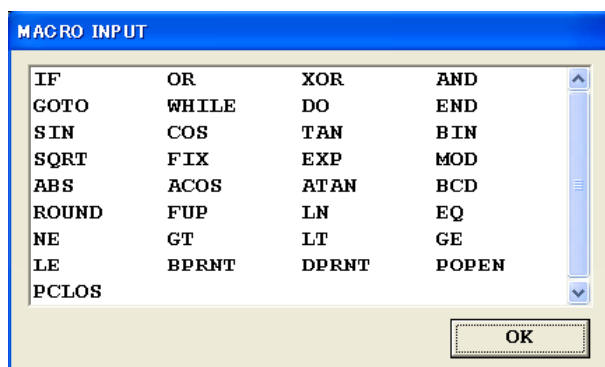 MACRO INPUT
IF OR XOR AND
GOTO WHILE DO END
SIN COS TAN BIN
SQRT FIX EXP MOD
ABS ACOS ATAN BCD
ROUND FUP LN EQ
NE GT LT GE
LE BPRNT DPRNT POPEN
PCLOS
OK